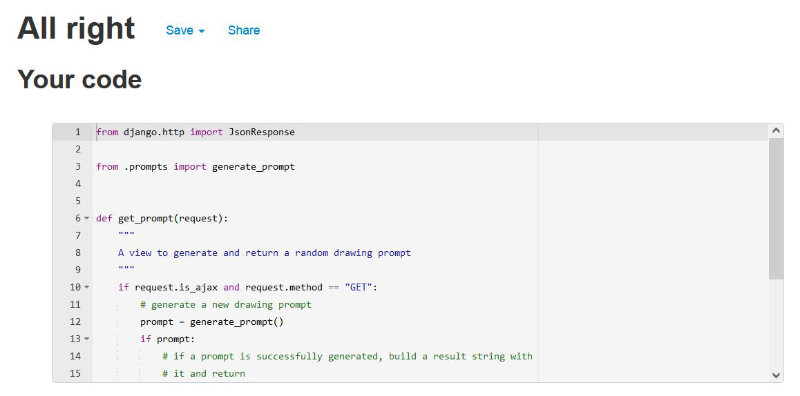 All right Save Share
Your code
1 from django.http import JsonResponse
2
3 from .prompts import generate_prompt
4
5
6 def get_prompt(request):
7 """
8 A view to generate and return a random drawing prompt
9 """
10 if request.is_ajax and request.method == "GET":
11 # generate a new drawing prompt
12 prompt = generate_prompt()
13 if prompt:
14 # if a prompt is successfully generated, build a result string with
15 # it and return